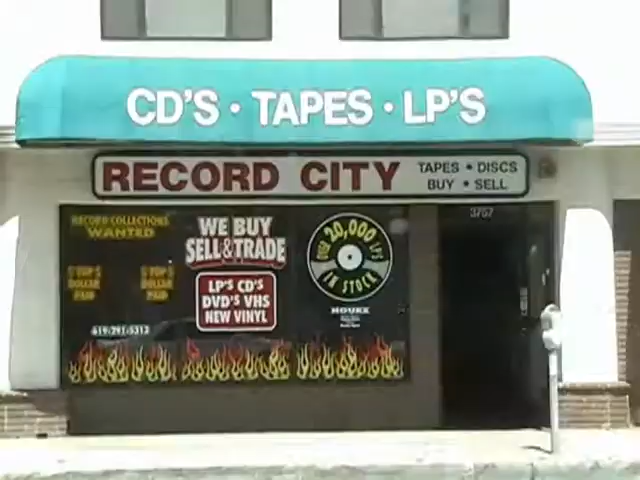 CD'S • TAPES • LP'S
RECORD CITY
TAPES • DISCS
BUY • SELL
3757
RECORD COLLECTIONS
WANTED
$ TOP $
DOLLAR
PAID
$ TOP $
DOLLAR
PAID
619-291-5313
WE BUY
SELL & TRADE
LP'S CD'S
DVD'S VHS
NEW VINYL
OVER 20,000 LPS
IN STOCK
HOURS